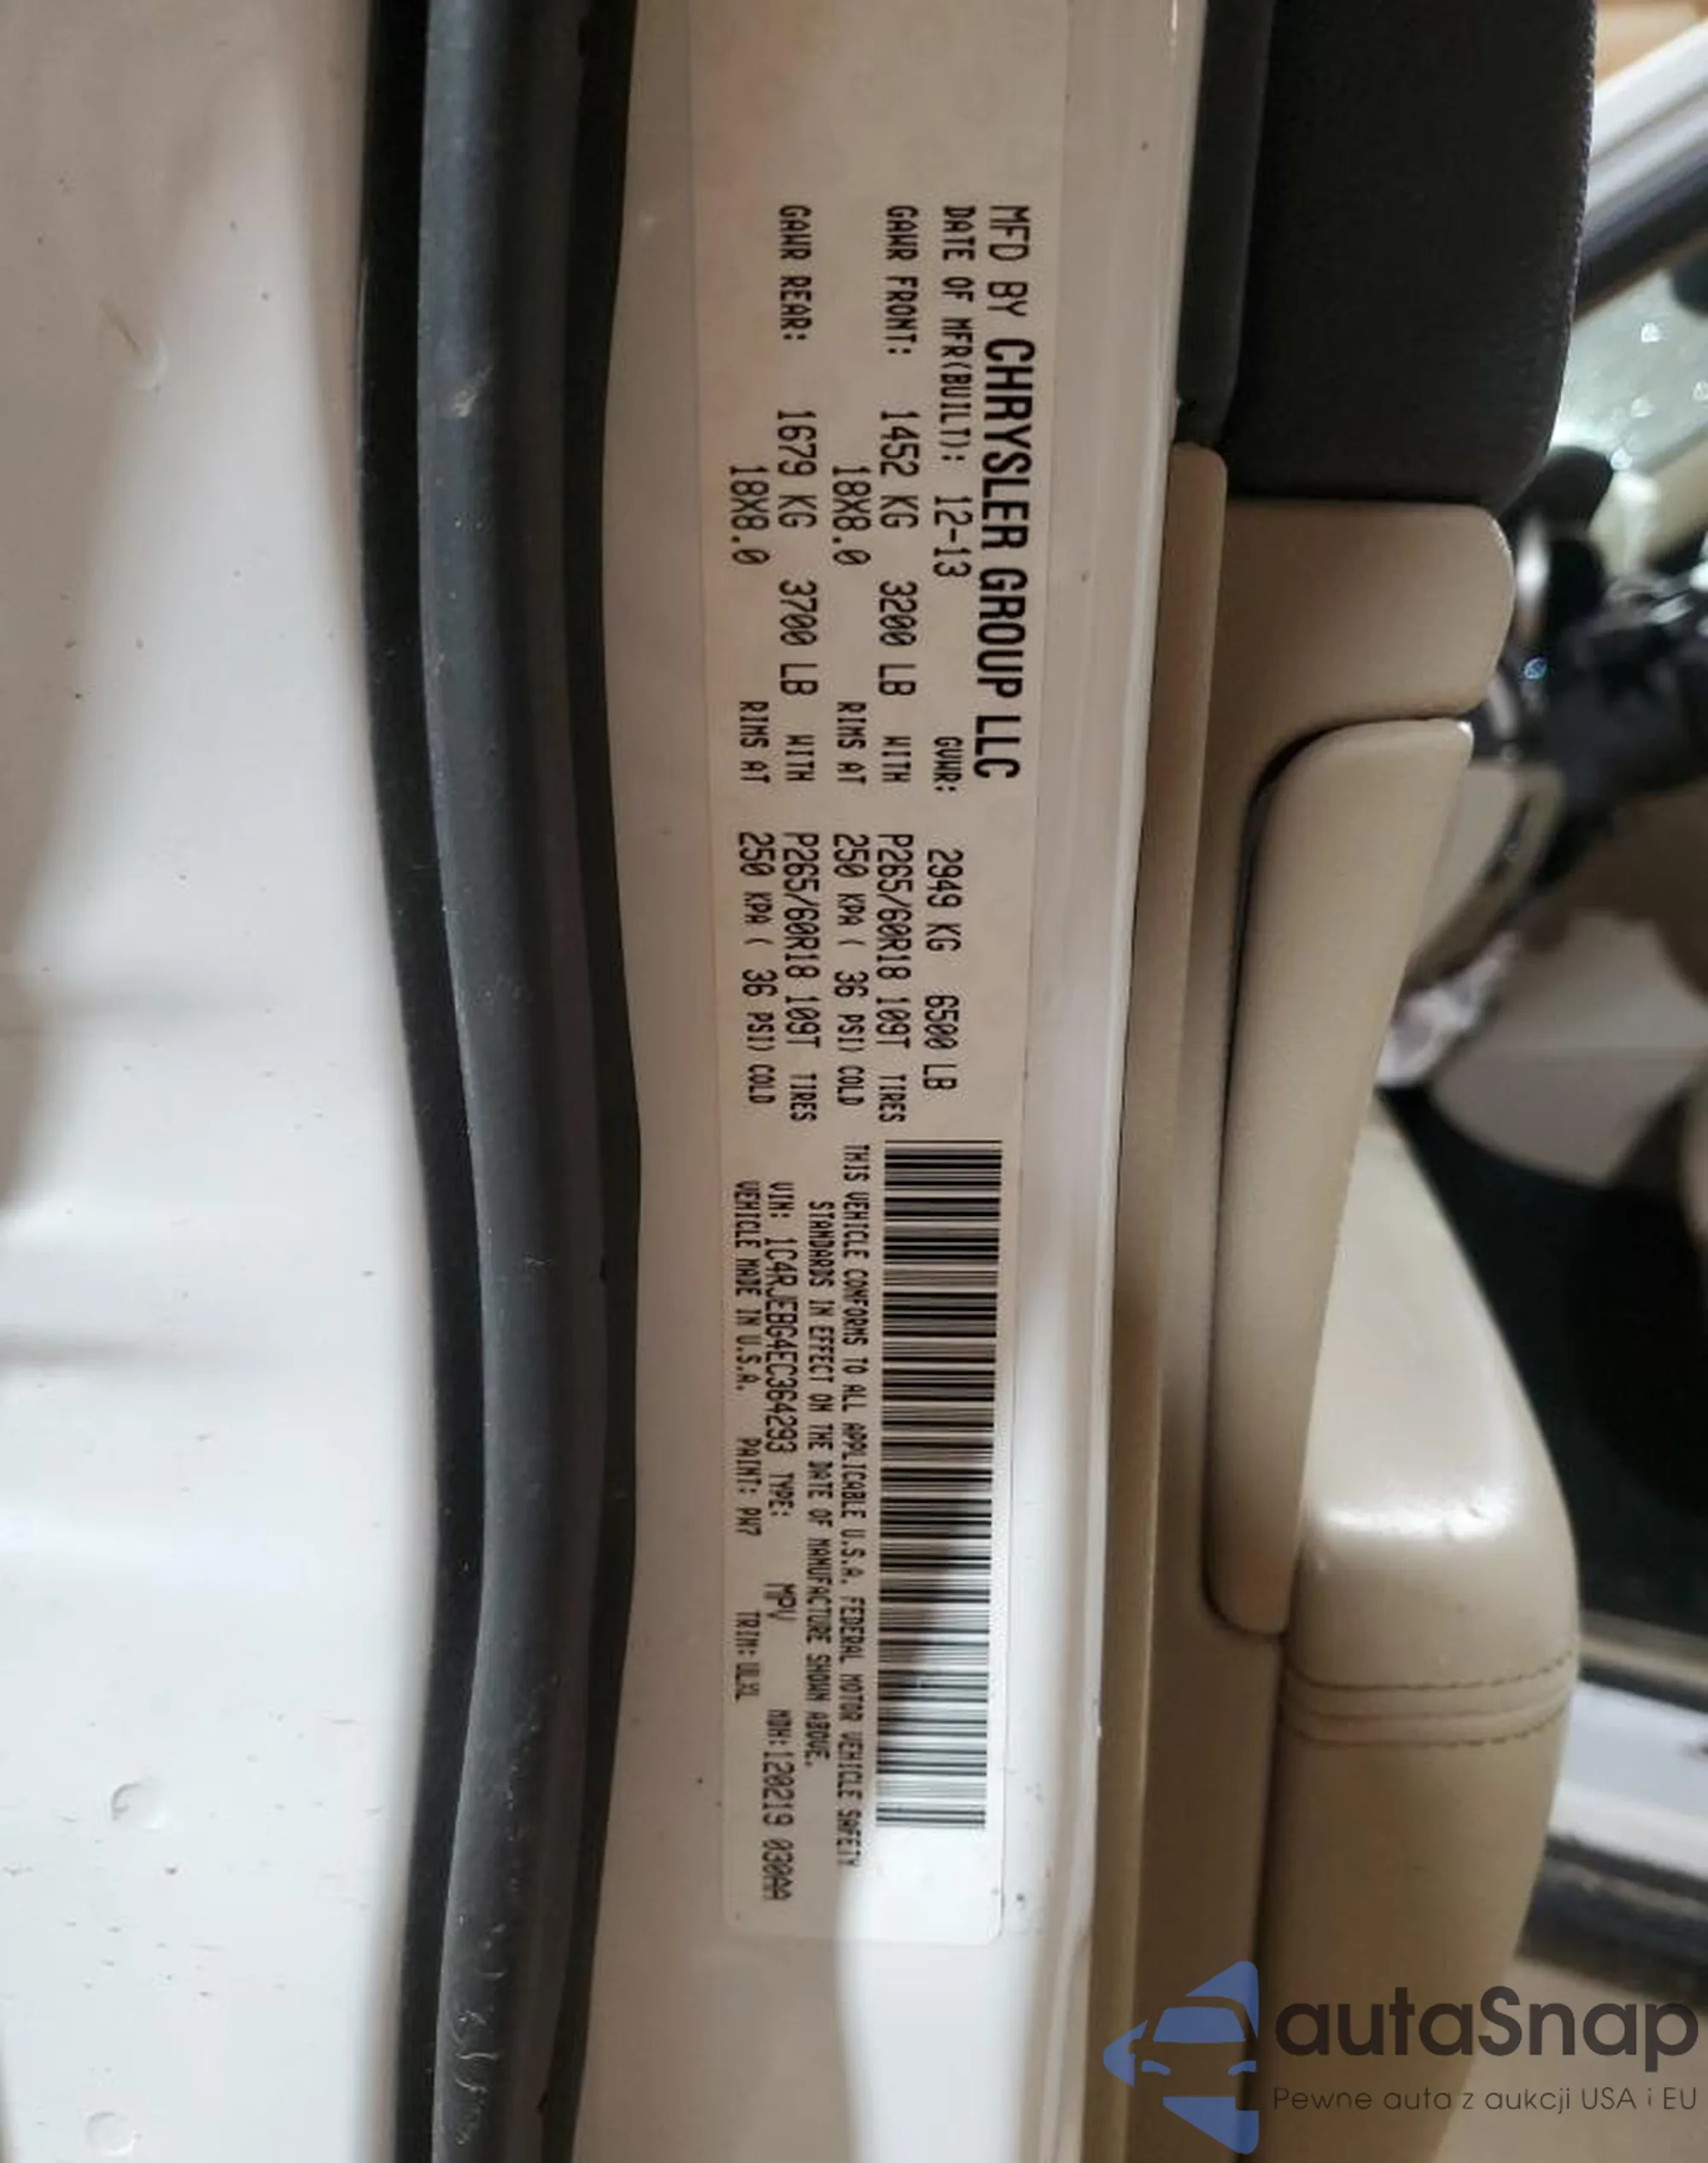 MFD BY CHRYSLER GROUP LLC
DATE OF MFR(BUILT): 12-13 GVWR: 2949 KG 6500 LB
GAWR FRONT: 1452 KG 3200 LB WITH P265/60R18 109T TIRES
18X8.0 RIMS AT 250 KPA ( 36 PSI) COLD
GAWR REAR: 1679 KG 3700 LB WITH P265/60R18 109T TIRES
18X8.0 RIMS AT 250 KPA ( 36 PSI) COLD
THIS VEHICLE CONFORMS TO ALL APPLICABLE U.S.A. FEDERAL MOTOR VEHICLE SAFETY
STANDARDS IN EFFECT ON THE DATE OF MANUFACTURE SHOWN ABOVE.
VIN: 1C4RJEBG4EC364293 TYPE: MPV MDH:120219 030AA
VEHICLE MADE IN U.S.A. PAINT: PW7 TRIM:
autaSnap
Pewne auta z aukcji USA i EU